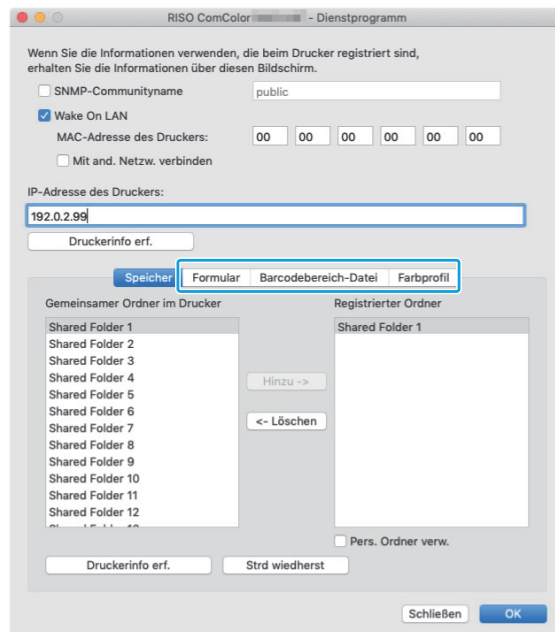 RISO ComColor - Dienstprogramm
Wenn Sie die Informationen verwenden, die beim Drucker registriert sind,
erhalten Sie die Informationen über diesen Bildschirm.
SNMP-Communityname public
Wake On LAN
MAC-Adresse des Druckers: 00 00 00 00 00 00
Mit and. Netzw. verbinden
IP-Adresse des Druckers:
192.0.2.99
Druckerinfo erf.
Speicher Formular Barcodebereich-Datei Farbprofil
Gemeinsamer Ordner im Drucker
Shared Folder 1
Shared Folder 2
Shared Folder 3
Shared Folder 4
Shared Folder 5
Shared Folder 6
Shared Folder 7
Shared Folder 8
Shared Folder 9
Shared Folder 10
Shared Folder 11
Shared Folder 12
Hinzu ->
<- Löschen
Registrierter Ordner
Shared Folder 1
Pers. Ordner verw.
Druckerinfo erf. Strd wiedherst
Schließen OK